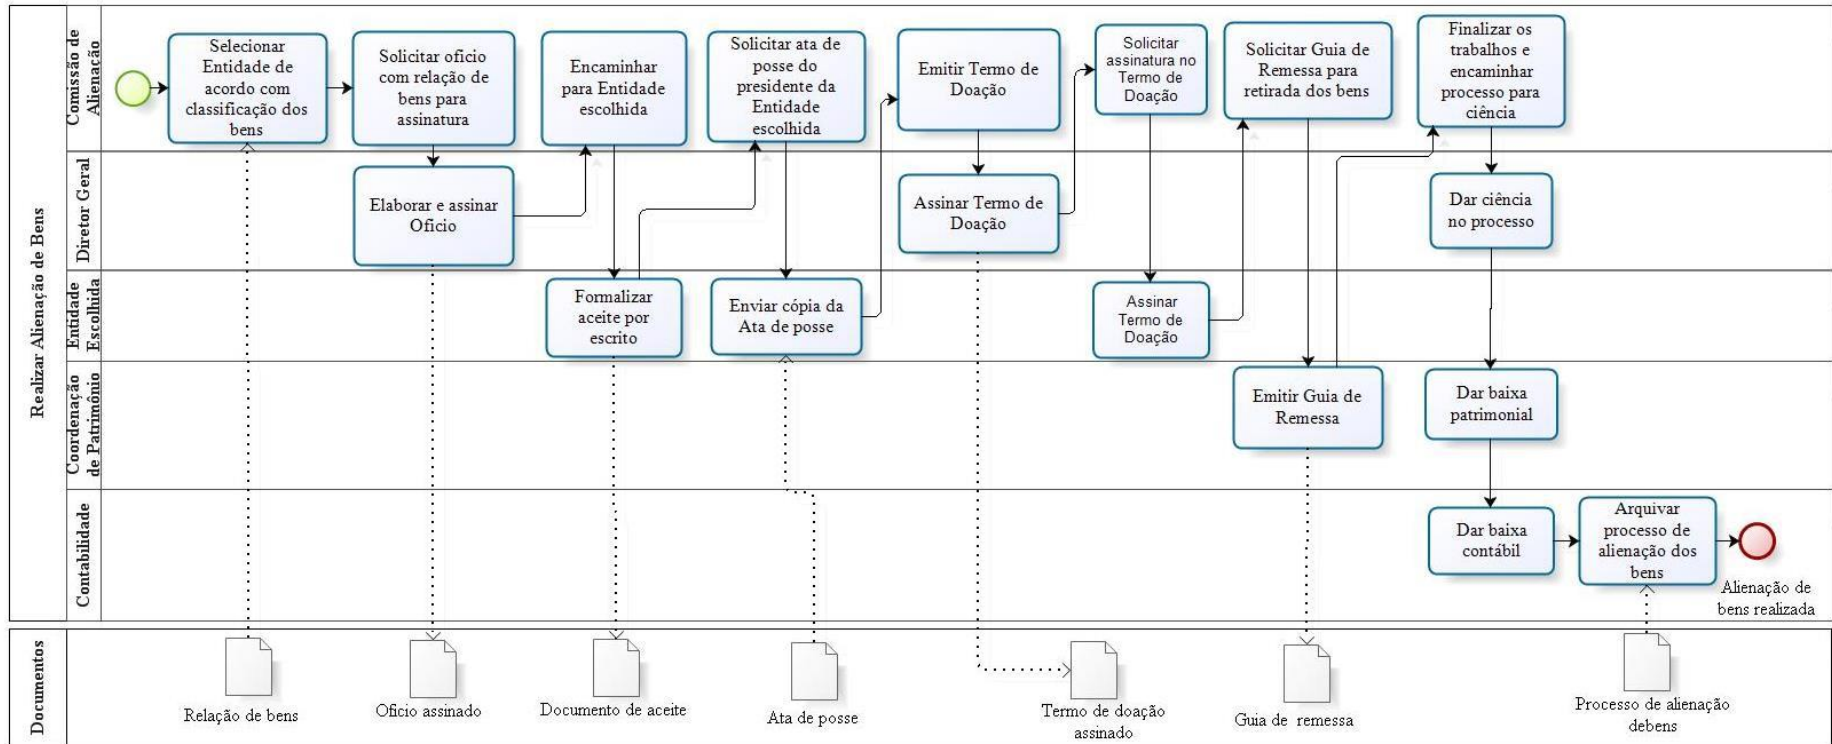 Realizar Alienação de Bens
Comissão de
Alienação
Selecionar
Entidade de
acordo com
classificação dos
bens
Solicitar oficio
com relação de
bens para
assinatura
Encaminhar
para Entidade
escolhida
Solicitar ata de
posse do
presidente da
Entidade
escolhida
Emitir Termo de
Doação
Solicitar
assinatura no
Termo de
Doação
Solicitar Guia de
Remessa para
retirada dos bens
Finalizar os
trabalhos e
encaminhar
processo para
ciência
Diretor Geral
Elaborar e assinar
Oficio
Assinar Termo de
Doação
Dar ciência
no processo
Entidade
Escolhida
Formalizar
aceite por
escrito
Enviar cópia da
Ata de posse
Assinar
Termo de
Doação
Coordenação
de Patrimônio
Emitir Guia de
Remessa
Dar baixa
patrimonial
Contabilidade
Dar baixa
contábil
Arquivar
processo de
alienação dos
bens
Alienação de
bens realizada
Documentos
Relação de bens
Oficio assinado
Documento de aceite
Ata de posse
Termo de doação
assinado
Guia de remessa
Processo de alienação
debens